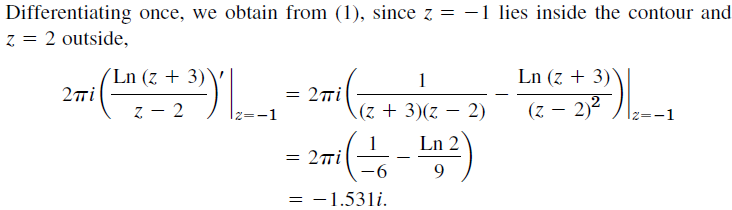 Differentiating once, we obtain from (1), since z = −1 lies inside the contour and
z = 2 outside,
2πi (Ln (z + 3) / z − 2)′ |z=−1 = 2πi (1 / (z + 3)(z − 2) − Ln (z + 3) / (z − 2)²) |z=−1
= 2πi (1 / −6 − Ln 2 / 9)
= −1.531i.